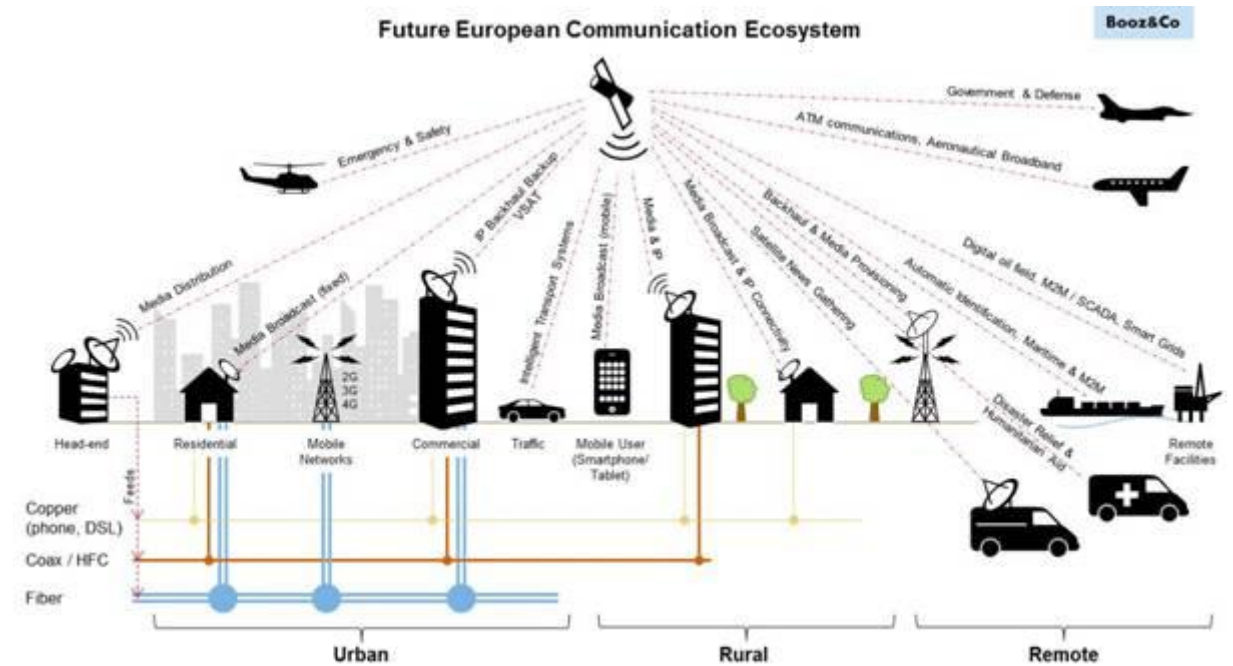 Future European Communication Ecosystem
Booz&Co
Government & Defense
ATM communications, Aeronautical Broadband
Emergency & Safety
Media Distribution
Media Broadcast (fixed)
IP Backhaul Backup
VSAT
Intelligent Transport Systems
Media Broadcast (mobile)
Media & IP
Media Broadcast & IP Connectivity
Satellite News Gathering
Backhaul & Media Provisioning
Automatic Identification, Maritime & M2M
Digital oil field, M2M / SCADA, Smart Grids
Disaster Relief &
Humanitarian Aid
2G
3G
4G
Head-end
Residential
Mobile
Networks
Commercial
Traffic
Mobile User
(Smartphone/
Tablet)
Remote
Facilities
Feeds
Copper
(phone, DSL)
Coax / HFC
Fiber
Urban
Rural
Remote